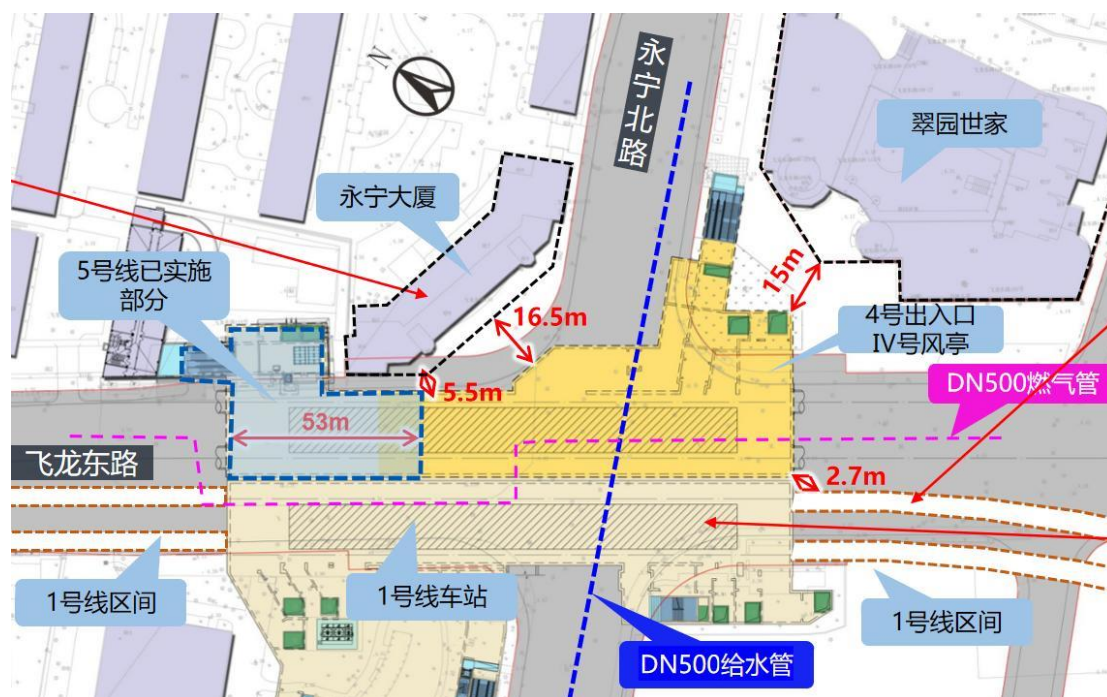 N
永宁北路
翠园世家
永宁大厦
5号线已实施
部分
15m
16.5m
4号出入口
IV号风亭
5.5m
DN500燃气管
53m
飞龙东路
2.7m
1号线区间
1号线车站
1号线区间
DN500给水管